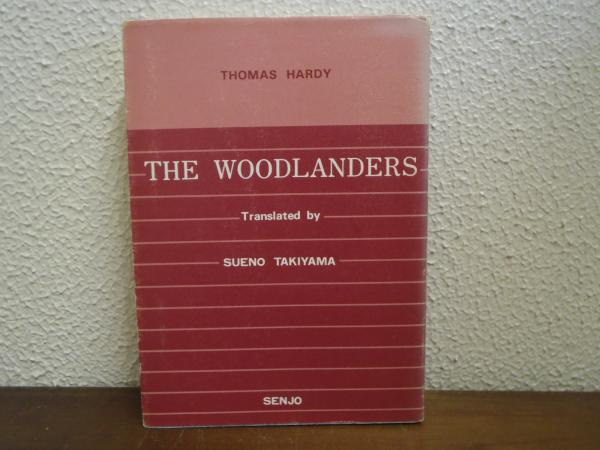 THOMAS HARDY
THE WOODLANDERS
Translated by
SUENO TAKIYAMA
SENJO